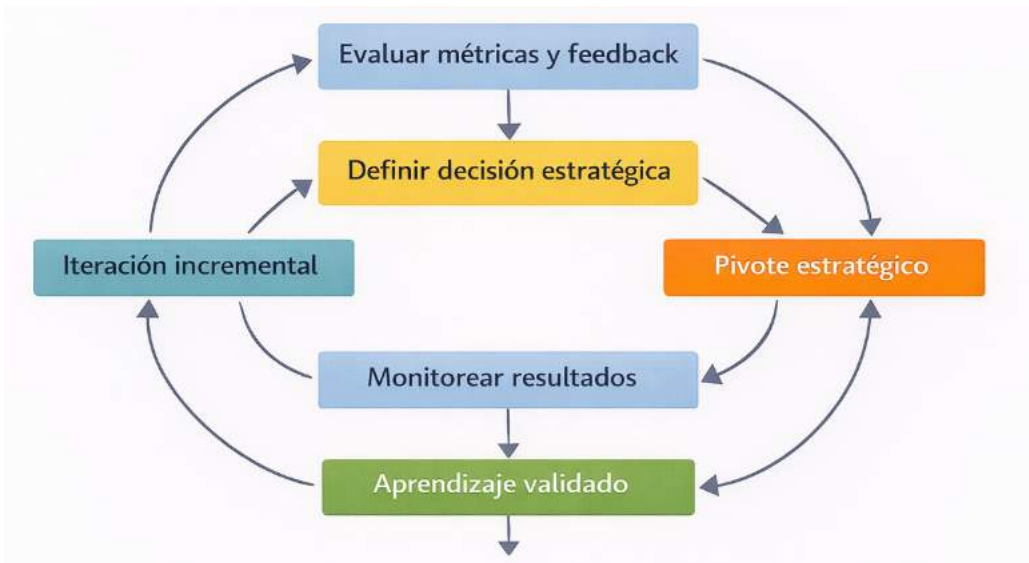 Evaluar métricas y feedback
Definir decisión estratégica
Iteración incremental
Pivote estratégico
Monitorear resultados
Aprendizaje validado